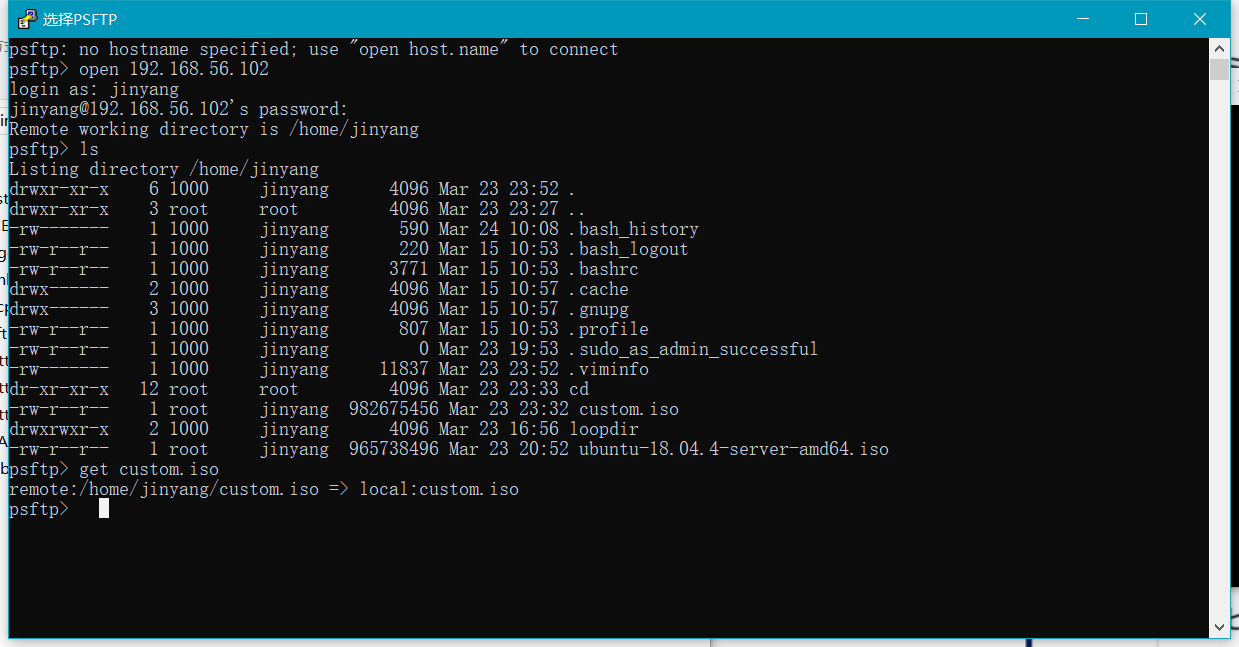 选择PSFTP
psftp: no hostname specified; use "open host.name" to connect
psftp> open 192.168.56.102
login as: jinyang
jinyang@192.168.56.102's password:
Remote working directory is /home/jinyang
psftp> ls
Listing directory /home/jinyang
drwxr-xr-x    6 1000     jinyang      4096 Mar 23 23:52 .
drwxr-xr-x    3 root     root         4096 Mar 23 23:27 ..
-rw-------    1 1000     jinyang       590 Mar 24 10:08 .bash_history
-rw-r--r--    1 1000     jinyang       220 Mar 15 10:53 .bash_logout
-rw-r--r--    1 1000     jinyang      3771 Mar 15 10:53 .bashrc
drwx------    2 1000     jinyang      4096 Mar 15 10:57 .cache
drwx------    3 1000     jinyang      4096 Mar 15 10:57 .gnupg
-rw-r--r--    1 1000     jinyang       807 Mar 15 10:53 .profile
-rw-r--r--    1 1000     jinyang         0 Mar 23 19:53 .sudo_as_admin_successful
-rw-------    1 1000     jinyang     11837 Mar 23 23:52 .viminfo
dr-xr-xr-x   12 root     root         4096 Mar 23 23:33 cd
-rw-r--r--    1 root     jinyang  982675456 Mar 23 23:32 custom.iso
drwxrwxr-x    2 1000     jinyang      4096 Mar 23 16:56 loopdir
-rw-r--r--    1 root     jinyang  965738496 Mar 23 20:52 ubuntu-18.04.4-server-amd64.iso
psftp> get custom.iso
remote:/home/jinyang/custom.iso => local:custom.iso
psftp>